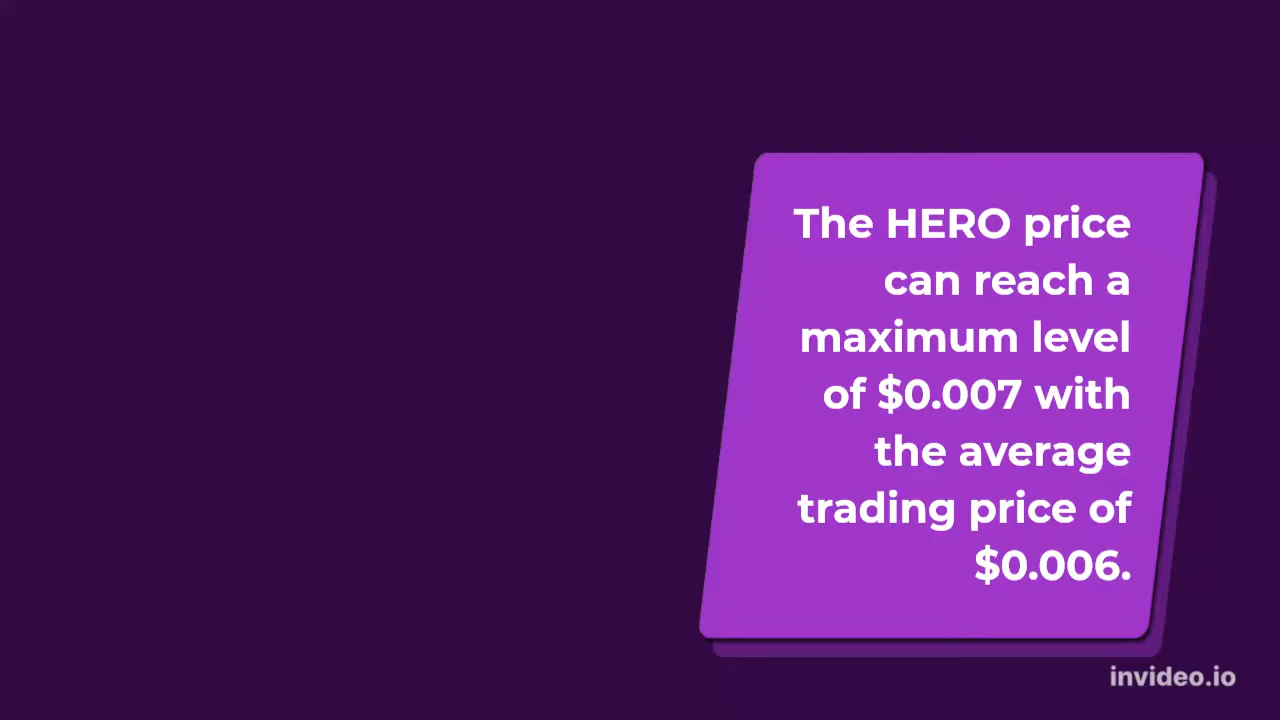 The HERO price
can reach a
maximum level
of $0.007 with
the average
trading price of
$0.006.
invideo.io